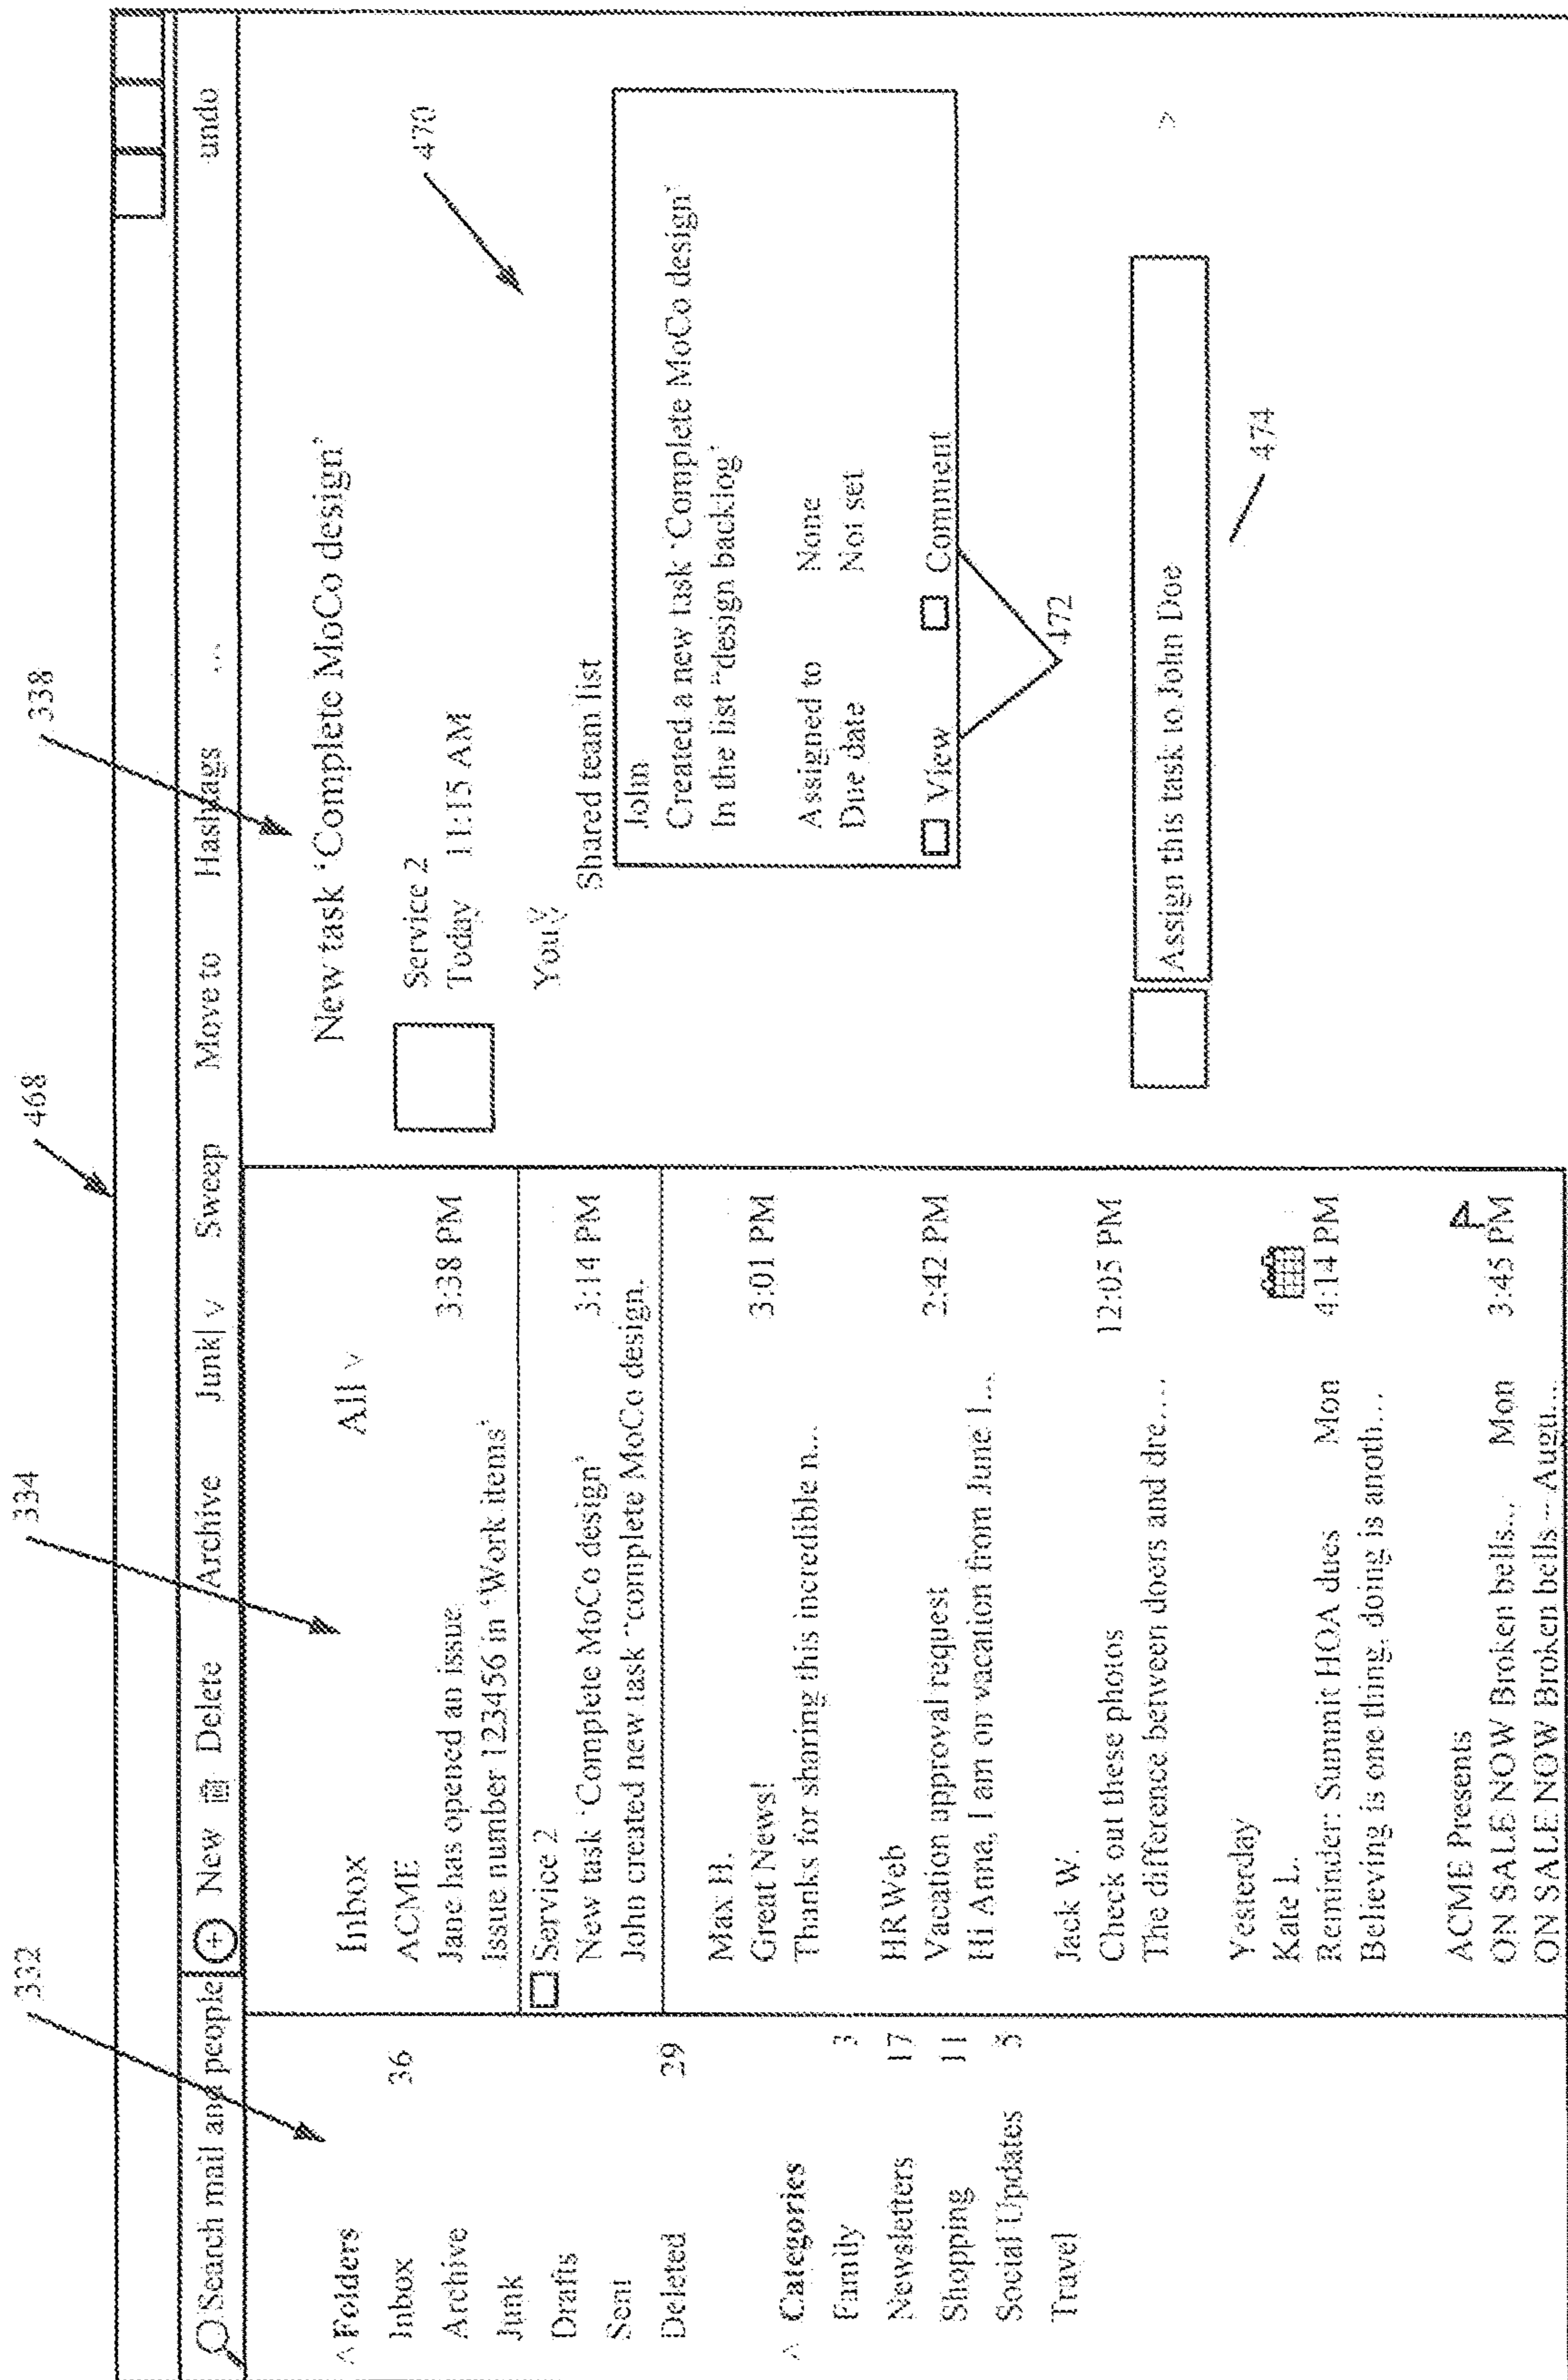 332
334
468
338
Search mail and people
New Delete Archive Junk| v Sweep Move to Hashtags ... undo
^ Folders
Inbox 36
Archive
Junk
Drafts
Sent
Deleted 29
^ Categories
Family 3
Newsletters 17
Shopping 11
Social Updates 5
Travel
Inbox All v
ACME
Jane has opened an issue 3:38 PM
Issue number 123456 in ‘Work items’
Service 2
New task ‘Complete MoCo design’ 3:14 PM
John created new task “complete MoCo design.
Max H.
Great News! 3:01 PM
Thanks for sharing this incredible n...
HRWeb
Vacation approval request 2:42 PM
Hi Anna, I am on vacation from June 1...
Jack W.
Check out these photos 12:05 PM
The difference between doers and dre....
Yesterday
Kate L.
Reminder: Summit HOA dues Mon 4:14 PM
Believing is one thing, doing is anoth...
ACME Presents
ON SALE NOW Broken bells... Mon 3:45 PM
ON SALE NOW Broken bells -- Augu...
New task ‘Complete MoCo design’
Service 2
Today 11:15 AM
470
You v
Shared team list
John
Created a new task ‘Complete MoCo design’
In the list “design backlog’
Assigned to None
Due date Not set
View Comment
472
Assign this task to John Doe
>
474